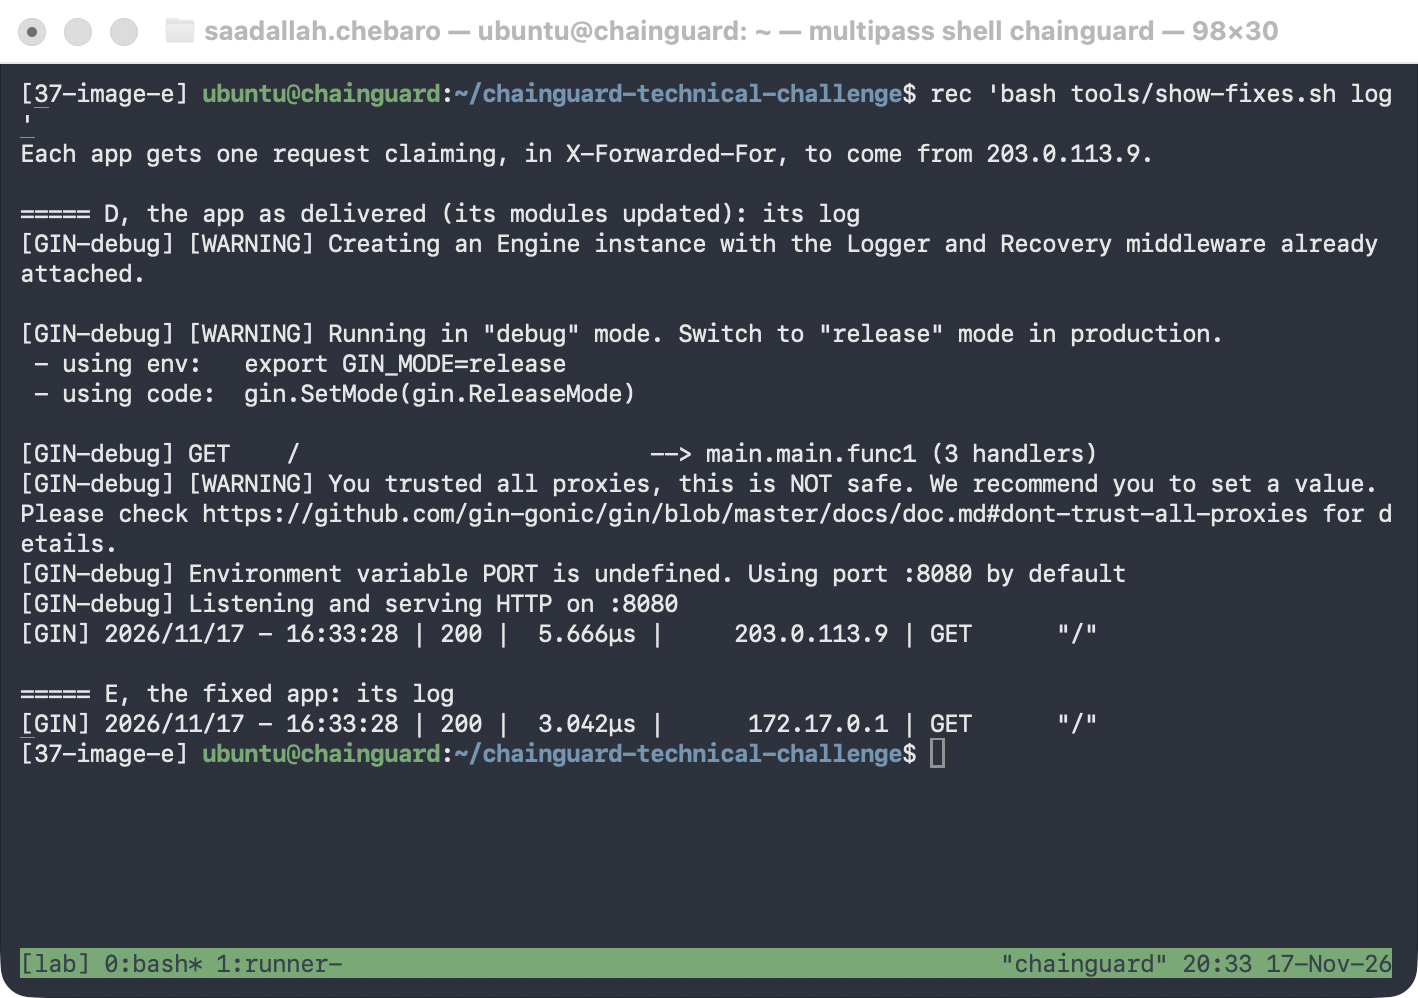 saadallah.chebaro — ubuntu@chainguard: ~ — multipass shell chainguard — 98×30
[37-image-e] ubuntu@chainguard:~/chainguard-technical-challenge$ rec 'bash tools/show-fixes.sh log
'
Each app gets one request claiming, in X-Forwarded-For, to come from 203.0.113.9.
===== D, the app as delivered (its modules updated): its log
[GIN-debug] [WARNING] Creating an Engine instance with the Logger and Recovery middleware already
attached.
[GIN-debug] [WARNING] Running in "debug" mode. Switch to "release" mode in production.
 - using env:   export GIN_MODE=release
 - using code:  gin.SetMode(gin.ReleaseMode)
[GIN-debug] GET    /                         --> main.main.func1 (3 handlers)
[GIN-debug] [WARNING] You trusted all proxies, this is NOT safe. We recommend you to set a value.
Please check https://github.com/gin-gonic/gin/blob/master/docs/doc.md#dont-trust-all-proxies for d
etails.
[GIN-debug] Environment variable PORT is undefined. Using port :8080 by default
[GIN-debug] Listening and serving HTTP on :8080
[GIN] 2026/11/17 - 16:33:28 | 200 |  5.666µs |     203.0.113.9 | GET      "/"
===== E, the fixed app: its log
[GIN] 2026/11/17 - 16:33:28 | 200 |  3.042µs |      172.17.0.1 | GET      "/"
[37-image-e] ubuntu@chainguard:~/chainguard-technical-challenge$
[lab] 0:bash* 1:runner- "chainguard" 20:33 17-Nov-26